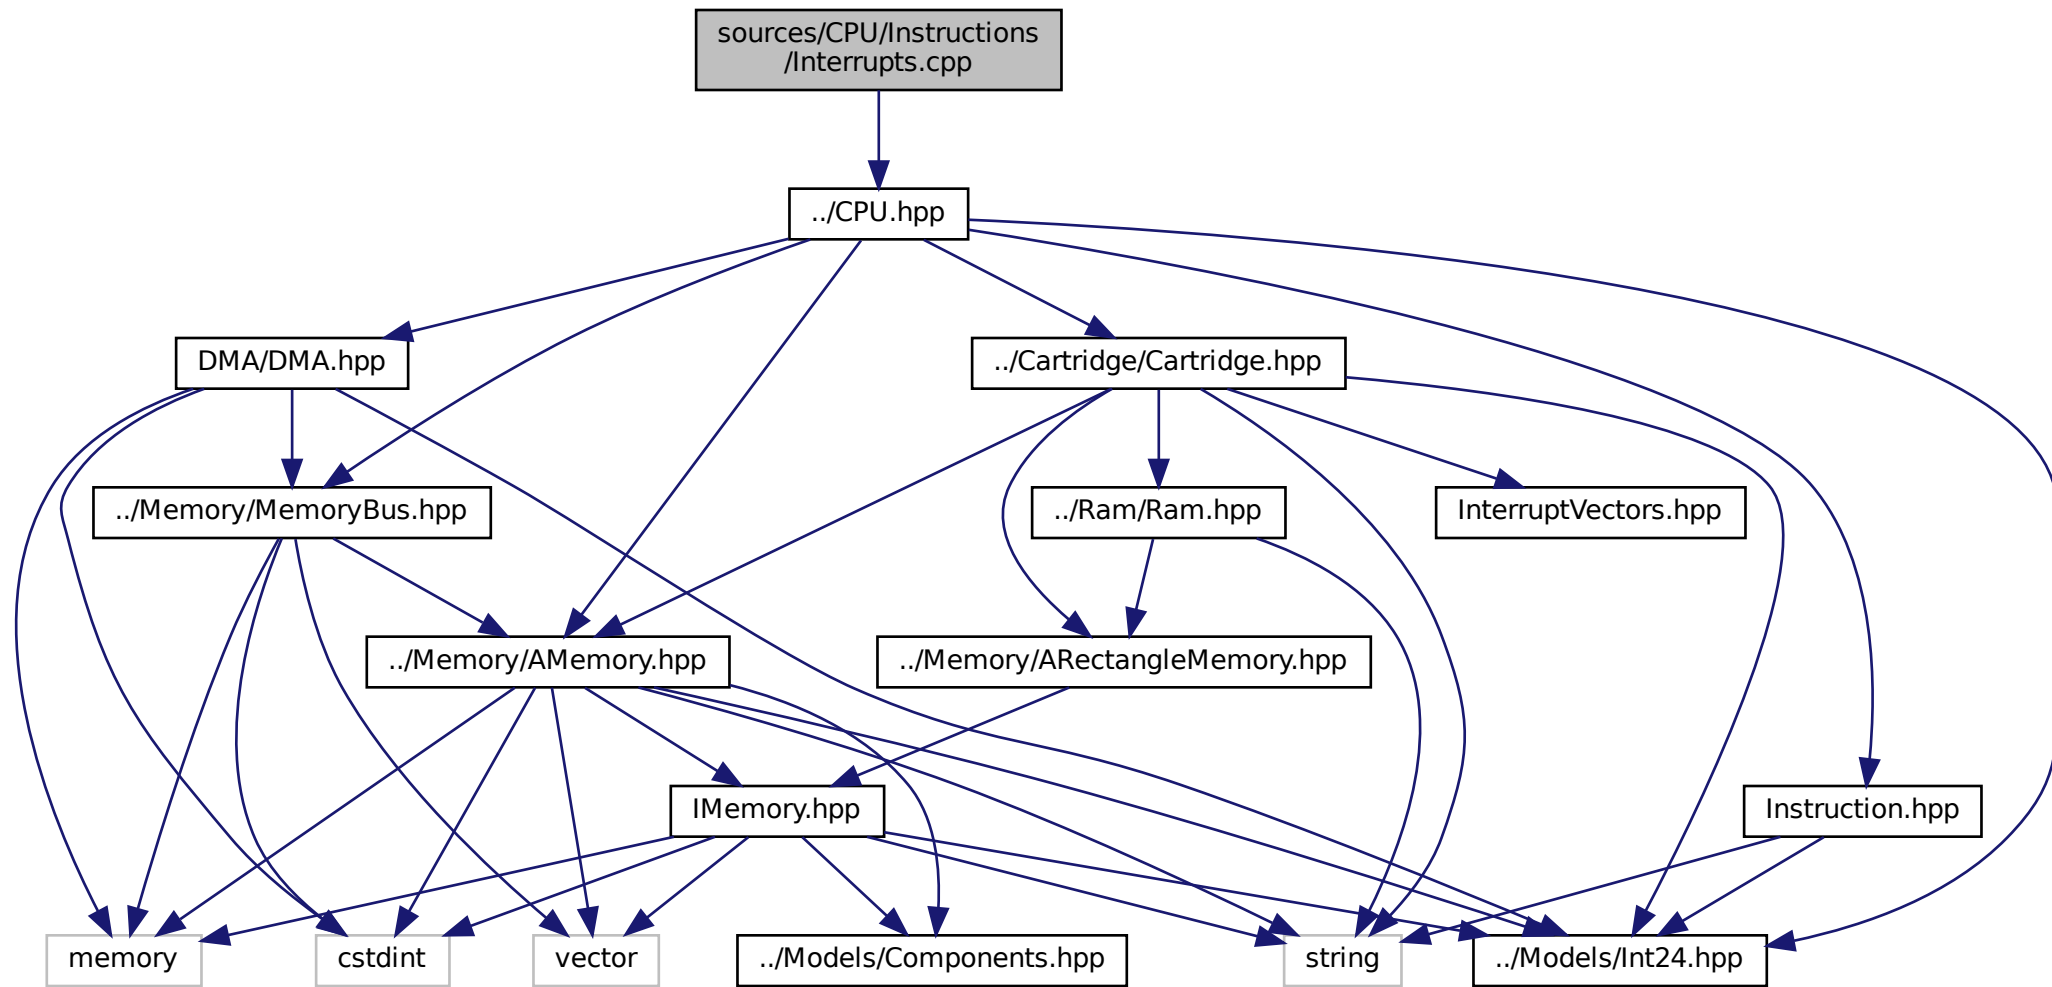 sources/CPU/Instructions
/Interrupts.cpp
../CPU.hpp
DMA/DMA.hpp
../Cartridge/Cartridge.hpp
../Memory/MemoryBus.hpp
../Ram/Ram.hpp
InterruptVectors.hpp
../Memory/AMemory.hpp
../Memory/ARectangleMemory.hpp
IMemory.hpp
Instruction.hpp
memory
cstdint
vector
../Models/Components.hpp
string
../Models/Int24.hpp